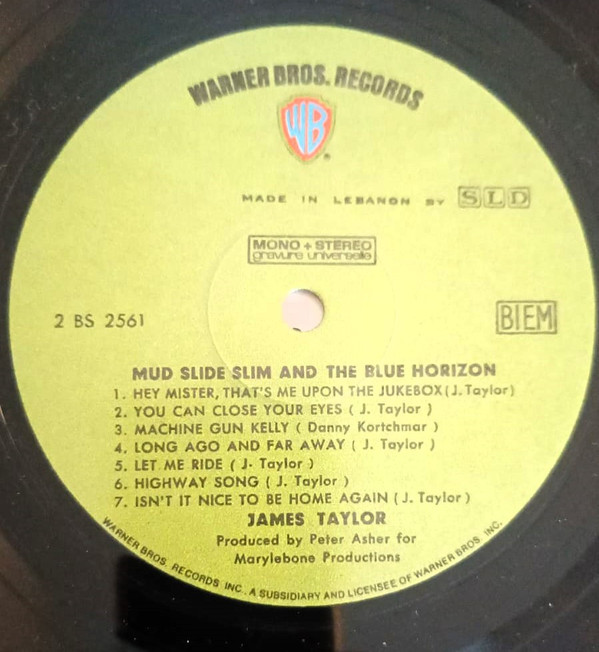 WARNER BROS. RECORDS
WB
®
MADE IN LEBANON BY SLD
MONO + STEREO
gravure universelle
2 BS 2561
BIEM
MUD SLIDE SLIM AND THE BLUE HORIZON
1. HEY MISTER, THAT'S ME UPON THE JUKEBOX (J. Taylor)
2. YOU CAN CLOSE YOUR EYES ( J. Taylor )
3. MACHINE GUN KELLY ( Danny Kortchmar )
4. LONG AGO AND FAR AWAY ( J. Taylor )
5. LET ME RIDE ( J. Taylor )
6. HIGHWAY SONG ( J. Taylor )
7. ISN'T IT NICE TO BE HOME AGAIN ( J. Taylor )
JAMES TAYLOR
Produced by Peter Asher for
Marylebone Productions
WARNER BROS. RECORDS INC. A SUBSIDIARY AND LICENSEE OF WARNER BROS. INC.